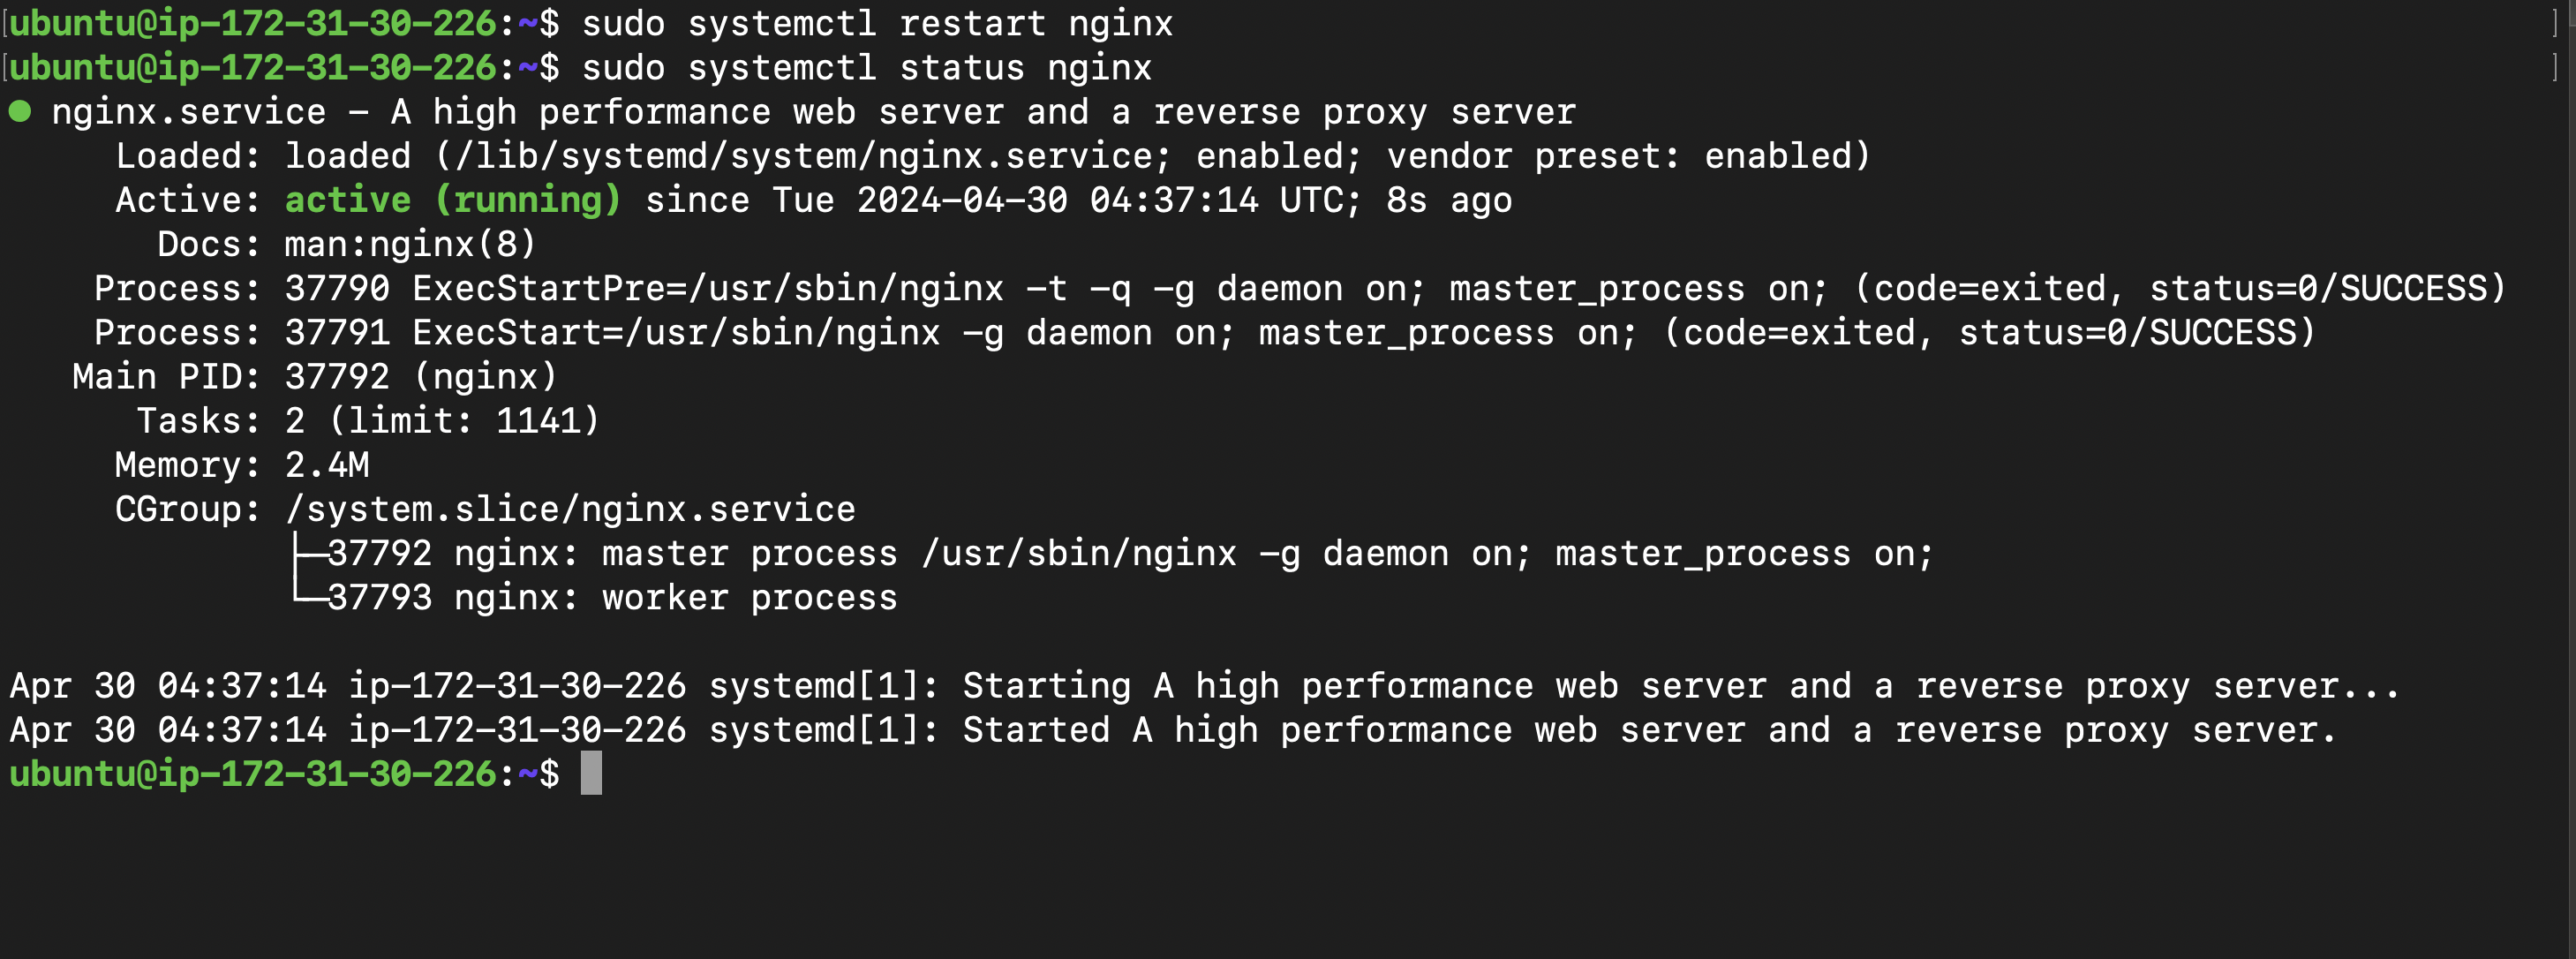 [ubuntu@ip-172-31-30-226:~$ sudo systemctl restart nginx ]
[ubuntu@ip-172-31-30-226:~$ sudo systemctl status nginx ]
● nginx.service - A high performance web server and a reverse proxy server
     Loaded: loaded (/lib/systemd/system/nginx.service; enabled; vendor preset: enabled)
     Active: active (running) since Tue 2024-04-30 04:37:14 UTC; 8s ago
       Docs: man:nginx(8)
    Process: 37790 ExecStartPre=/usr/sbin/nginx -t -q -g daemon on; master_process on; (code=exited, status=0/SUCCESS)
    Process: 37791 ExecStart=/usr/sbin/nginx -g daemon on; master_process on; (code=exited, status=0/SUCCESS)
   Main PID: 37792 (nginx)
      Tasks: 2 (limit: 1141)
     Memory: 2.4M
     CGroup: /system.slice/nginx.service
             ├─37792 nginx: master process /usr/sbin/nginx -g daemon on; master_process on;
             └─37793 nginx: worker process

Apr 30 04:37:14 ip-172-31-30-226 systemd[1]: Starting A high performance web server and a reverse proxy server...
Apr 30 04:37:14 ip-172-31-30-226 systemd[1]: Started A high performance web server and a reverse proxy server.
ubuntu@ip-172-31-30-226:~$